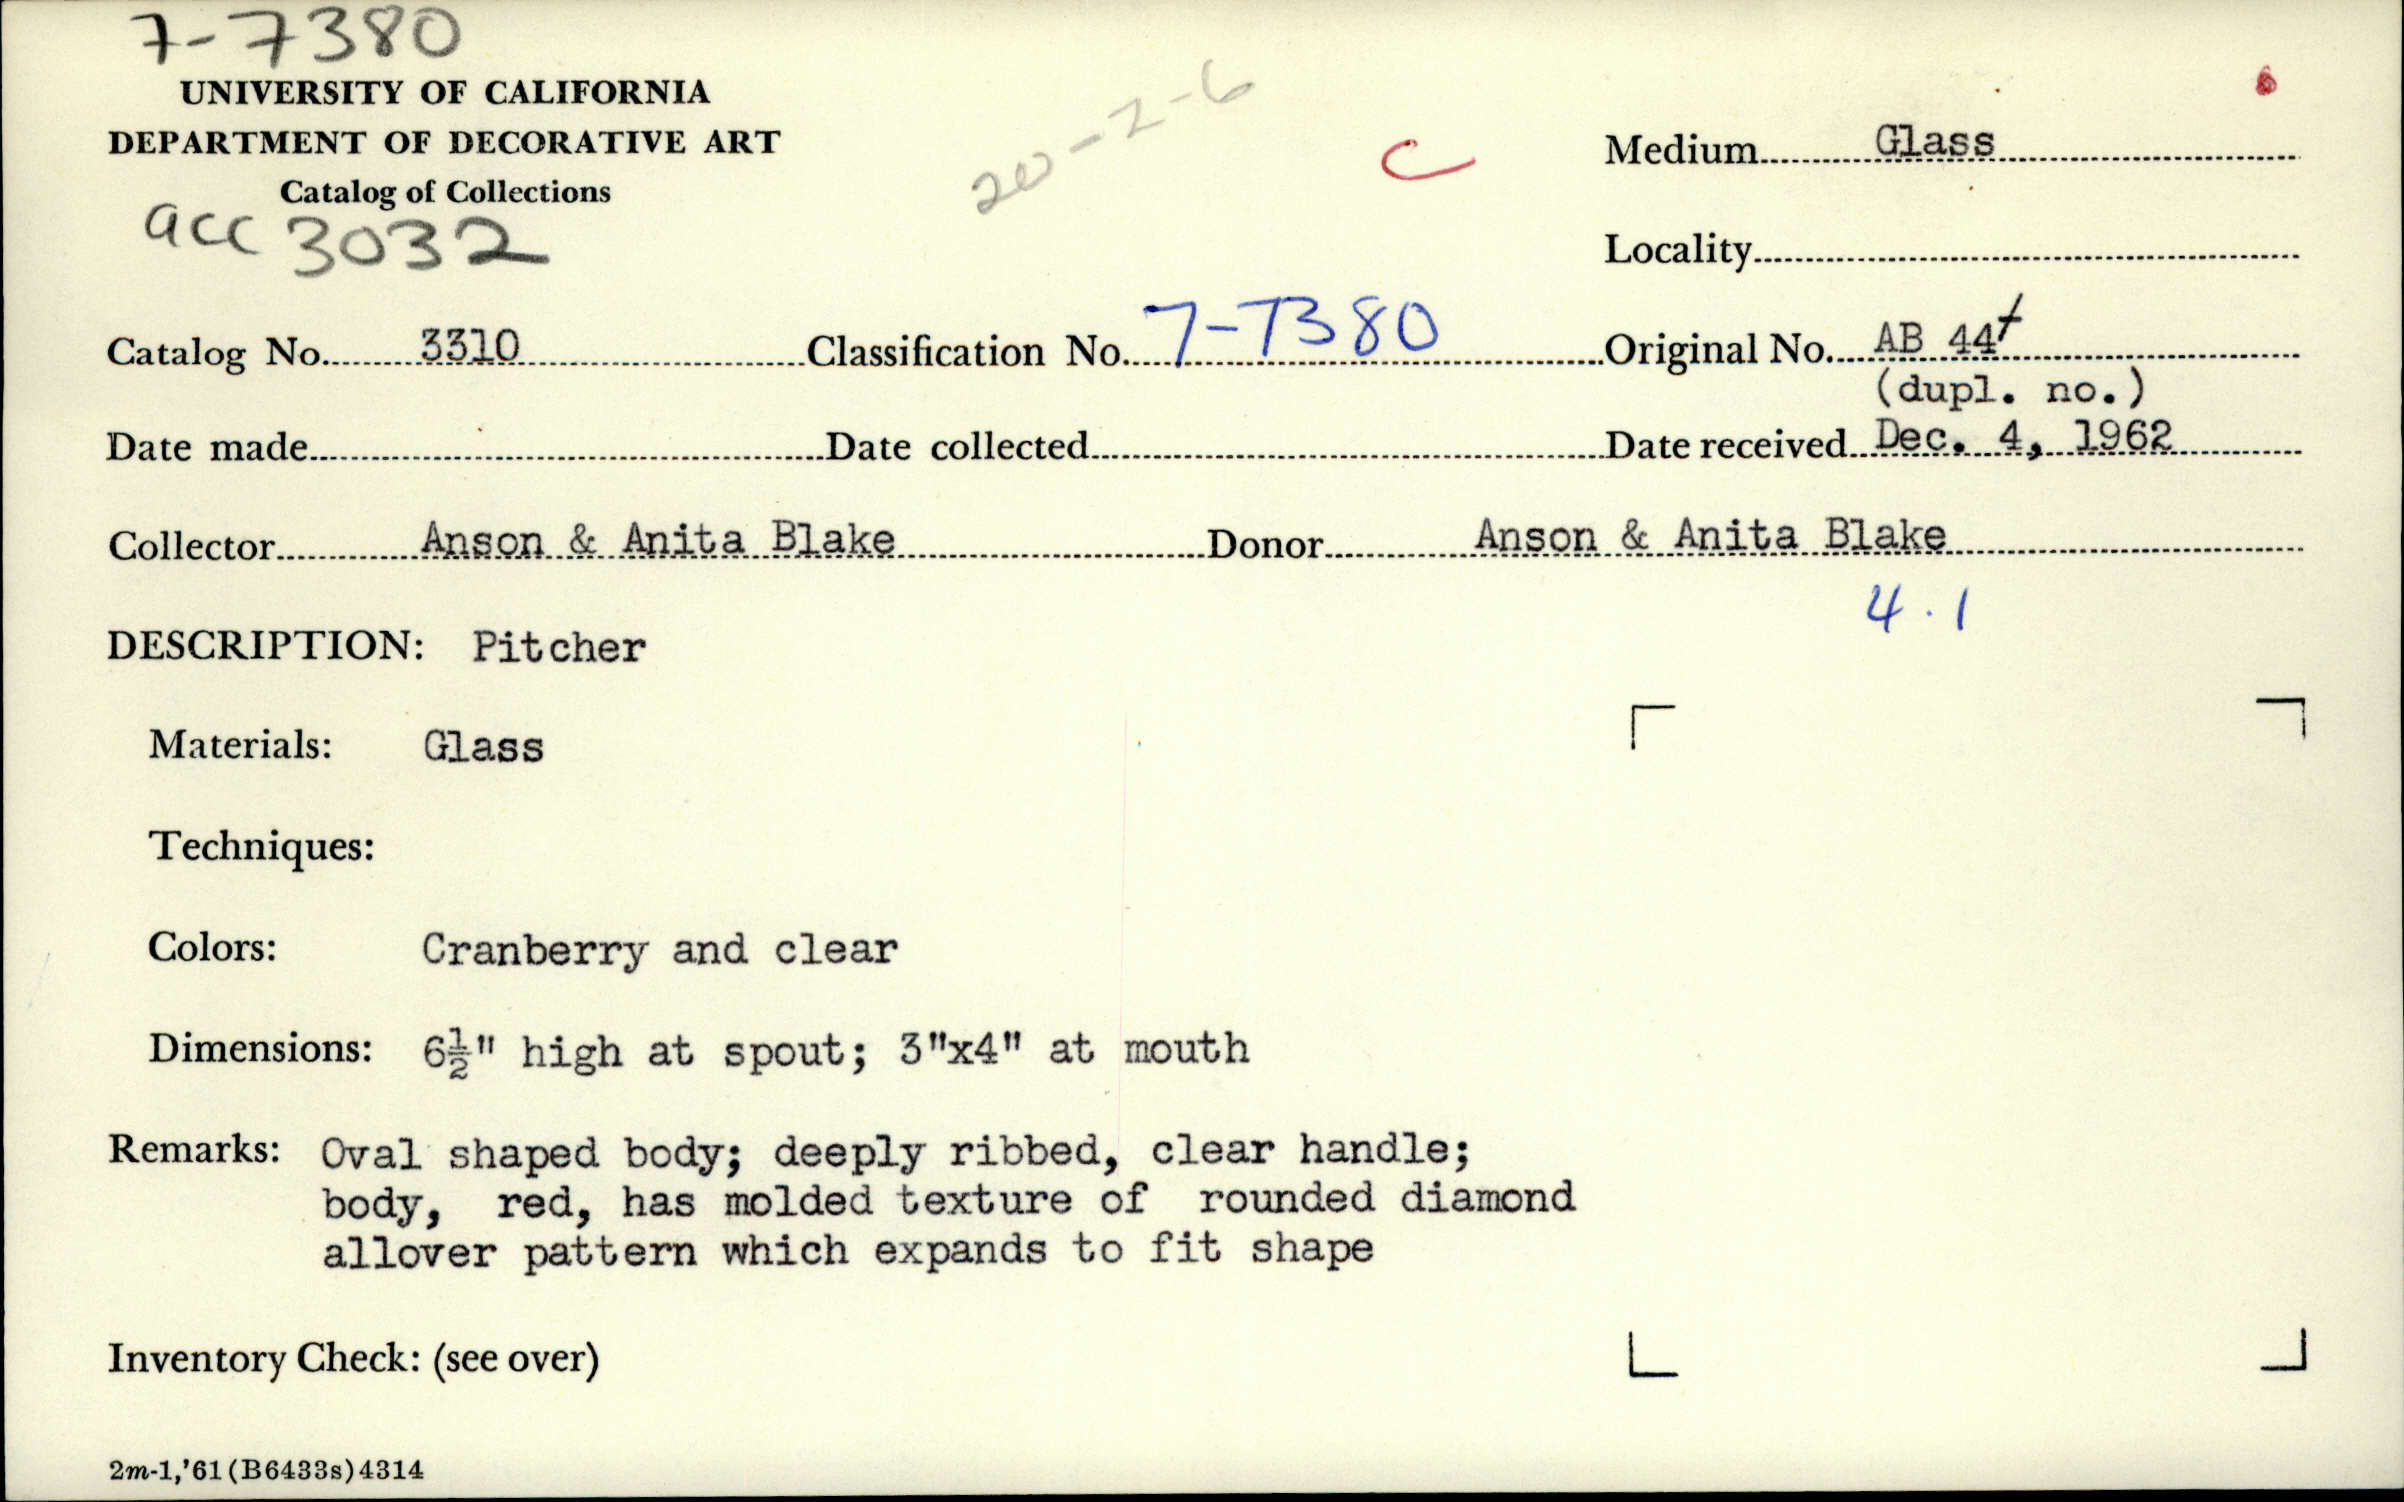 7-7380
UNIVERSITY OF CALIFORNIA
DEPARTMENT OF DECORATIVE ART
Catalog of Collections
acc 3032
20-2-6
C
Medium Glass
Locality
Catalog No. 3310 Classification No. 7-7380 Original No. AB 44
(dupl. no.)
Date made Date collected Date received Dec. 4, 1962
Collector Anson & Anita Blake Donor Anson & Anita Blake
4.1
DESCRIPTION: Pitcher
Materials: Glass
Techniques:
Colors: Cranberry and clear
Dimensions: 6½" high at spout; 3"x4" at mouth
Remarks: Oval shaped body; deeply ribbed, clear handle;
body, red, has molded texture of rounded diamond
allover pattern which expands to fit shape
Inventory Check: (see over)
2m-1,'61(B6433s)4314